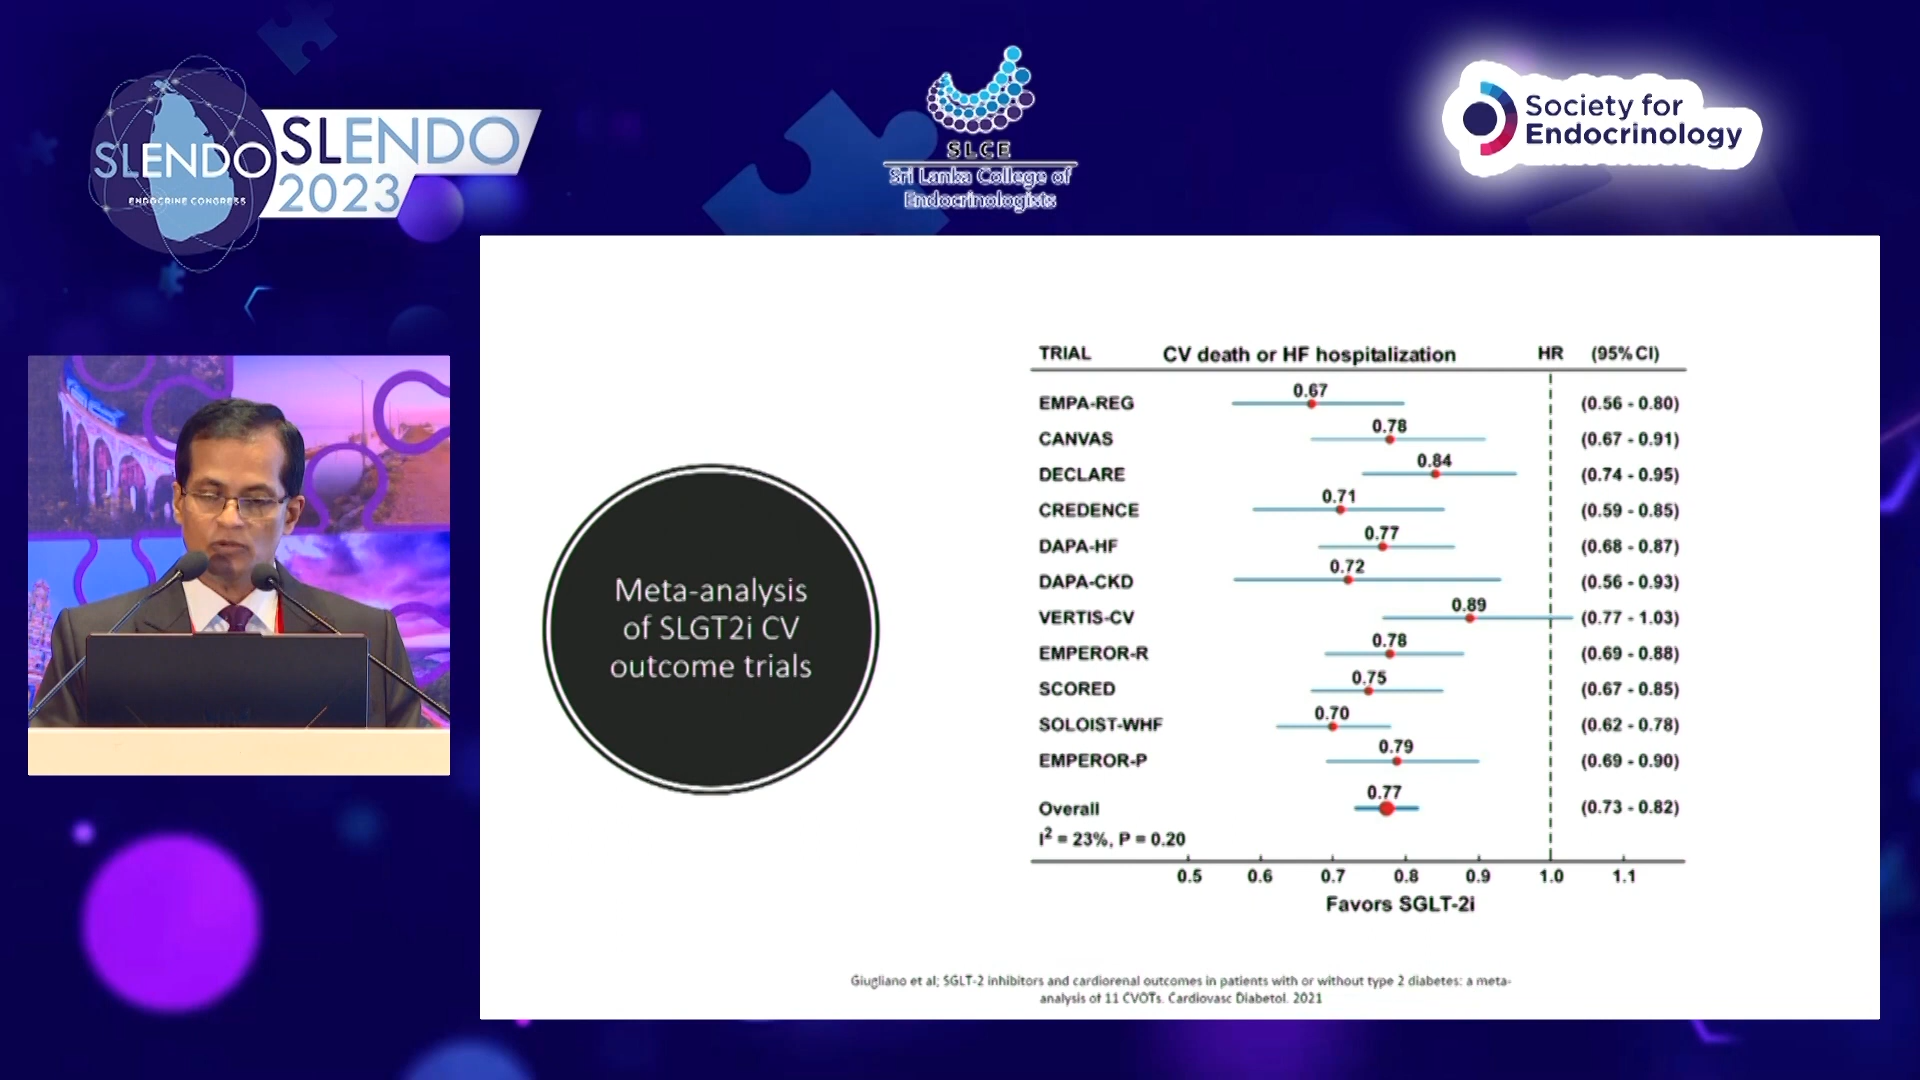 SLENDO
ENDOCRINE CONGRESS
SLENDO
2023
SLCE
Sri Lanka College of
Endocrinologists
Society for
Endocrinology
Meta-analysis
of SLGT2i CV
outcome trials
TRIAL CV death or HF hospitalization HR (95% CI)
EMPA-REG 0.67 (0.56 - 0.80)
CANVAS 0.78 (0.67 - 0.91)
DECLARE 0.84 (0.74 - 0.95)
CREDENCE 0.71 (0.59 - 0.85)
DAPA-HF 0.77 (0.68 - 0.87)
DAPA-CKD 0.72 (0.56 - 0.93)
VERTIS-CV 0.89 (0.77 - 1.03)
EMPEROR-R 0.78 (0.69 - 0.88)
SCORED 0.75 (0.67 - 0.85)
SOLOIST-WHF 0.70 (0.62 - 0.78)
EMPEROR-P 0.79 (0.69 - 0.90)
Overall 0.77 (0.73 - 0.82)
I² = 23%, P = 0.20
0.5 0.6 0.7 0.8 0.9 1.0 1.1
Favors SGLT-2i
Giugliano et al; SGLT-2 inhibitors and cardiorenal outcomes in patients with or without type 2 diabetes: a meta-
analysis of 11 CVOTs. Cardiovasc Diabetol. 2021